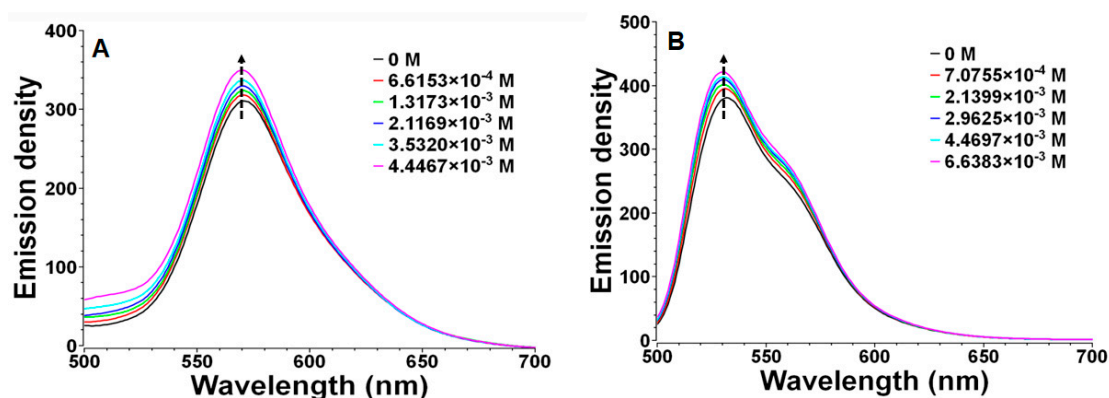 A
0 M
6.6153×10⁻⁴ M
1.3173×10⁻³ M
2.1169×10⁻³ M
3.5320×10⁻³ M
4.4467×10⁻³ M
400
300
200
100
0
Emission density
500
550
600
650
700
Wavelength (nm)
B
0 M
7.0755×10⁻⁴ M
2.1399×10⁻³ M
2.9625×10⁻³ M
4.4697×10⁻³ M
6.6383×10⁻³ M
500
400
300
200
100
0
Emission density
500
550
600
650
700
Wavelength (nm)